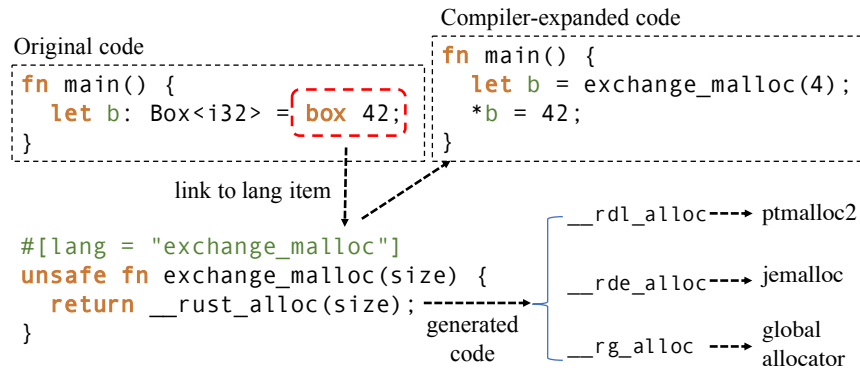 Original code
fn main() {
let b: Box<i32> = box 42;
}
Compiler-expanded code
fn main() {
let b = exchange_malloc(4);
*b = 42;
}
link to lang item
#[lang = "exchange_malloc"]
unsafe fn exchange_malloc(size) {
return __rust_alloc(size);
}
generated
code
__rdl_alloc
ptmalloc2
__rde_alloc
jemalloc
__rg_alloc
global
allocator